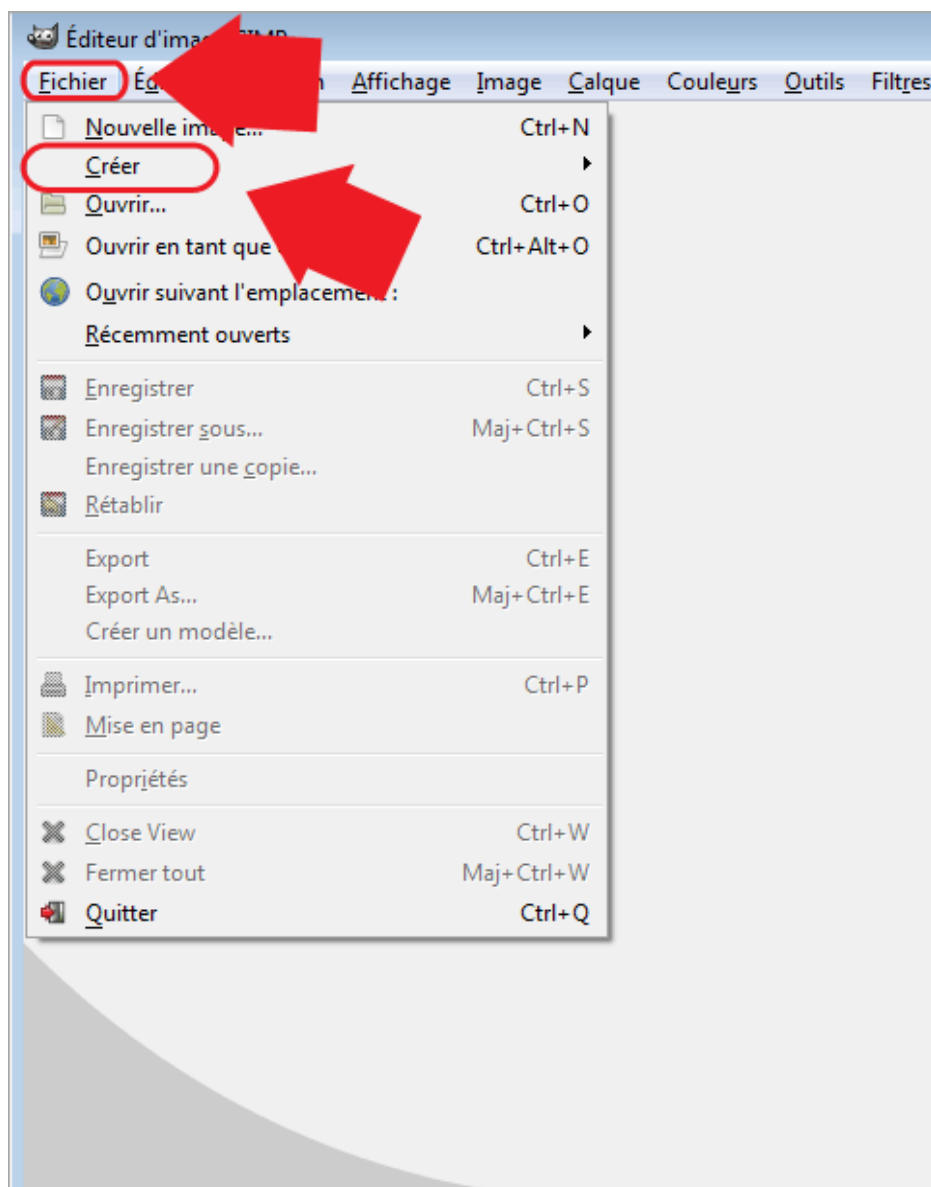 Éditeur d'image GIMP
Fichier Affichage Image Calque Couleurs Outils Filtres
Nouvelle image... Ctrl+N
Créer
Ouvrir... Ctrl+O
Ouvrir en tant que Ctrl+Alt+O
Ouvrir suivant l'emplacement :
Récemment ouverts
Enregistrer Ctrl+S
Enregistrer sous... Maj+Ctrl+S
Enregistrer une copie...
Rétablir
Export Ctrl+E
Export As... Maj+Ctrl+E
Créer un modèle...
Imprimer... Ctrl+P
Mise en page
Propriétés
Close View Ctrl+W
Fermer tout Maj+Ctrl+W
Quitter Ctrl+Q